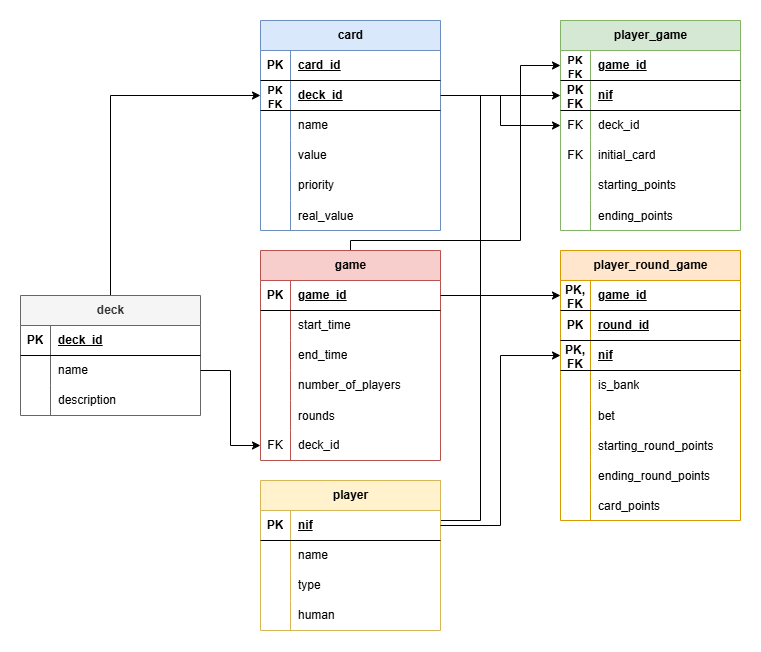 card
PK card_id
PK
FK deck_id
name
value
priority
real_value
player_game
PK
FK game_id
PK
FK nif
FK deck_id
FK initial_card
starting_points
ending_points
deck
PK deck_id
name
description
game
PK game_id
start_time
end_time
number_of_players
rounds
FK deck_id
player_round_game
PK,
FK game_id
PK round_id
PK,
FK nif
is_bank
bet
starting_round_points
ending_round_points
card_points
player
PK nif
name
type
human